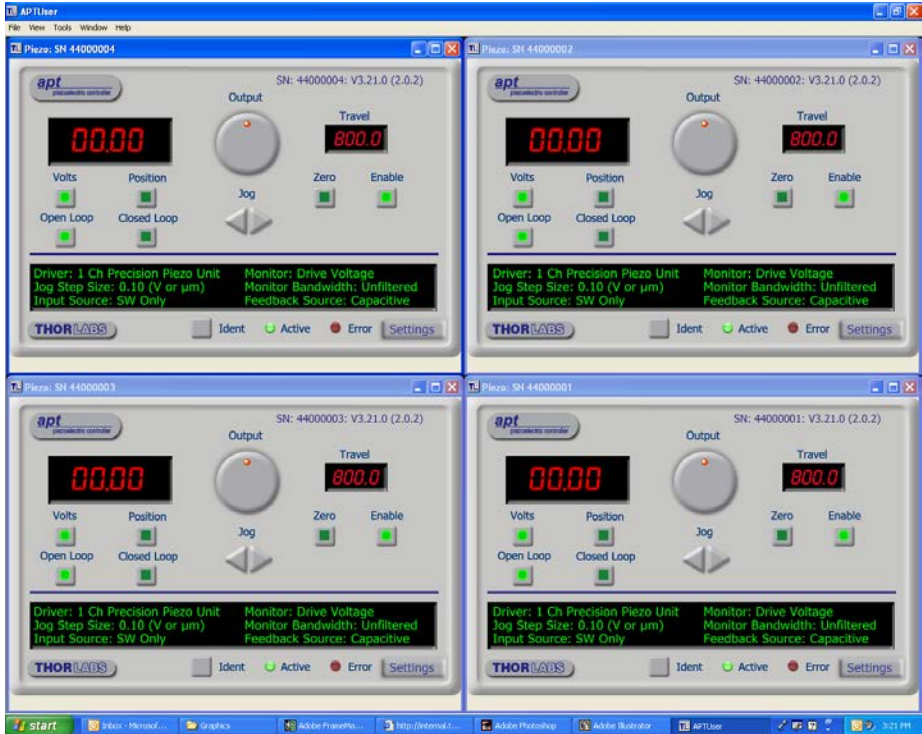 APTUser
File View Tools Window Help
Piezo: SN 44000004
apt
piezoelectric controller
SN: 44000004: V3.21.0 (2.0.2)
Output
Travel
00.00
800.0
Volts Position Jog Zero Enable
Open Loop Closed Loop
Driver: 1 Ch Precision Piezo Unit Monitor: Drive Voltage
Jog Step Size: 0.10 (V or µm) Monitor Bandwidth: Unfiltered
Input Source: SW Only Feedback Source: Capacitive
THORLABS Ident Active Error Settings
Piezo: SN 44000002
apt
piezoelectric controller
SN: 44000002: V3.21.0 (2.0.2)
Output
Travel
00.00
800.0
Volts Position Jog Zero Enable
Open Loop Closed Loop
Driver: 1 Ch Precision Piezo Unit Monitor: Drive Voltage
Jog Step Size: 0.10 (V or µm) Monitor Bandwidth: Unfiltered
Input Source: SW Only Feedback Source: Capacitive
THORLABS Ident Active Error Settings
Piezo: SN 44000003
apt
piezoelectric controller
SN: 44000003: V3.21.0 (2.0.2)
Output
Travel
00.00
800.0
Volts Position Jog Zero Enable
Open Loop Closed Loop
Driver: 1 Ch Precision Piezo Unit Monitor: Drive Voltage
Jog Step Size: 0.10 (V or µm) Monitor Bandwidth: Unfiltered
Input Source: SW Only Feedback Source: Capacitive
THORLABS Ident Active Error Settings
Piezo: SN 44000001
apt
piezoelectric controller
SN: 44000001: V3.21.0 (2.0.2)
Output
Travel
00.00
800.0
Volts Position Jog Zero Enable
Open Loop Closed Loop
Driver: 1 Ch Precision Piezo Unit Monitor: Drive Voltage
Jog Step Size: 0.10 (V or µm) Monitor Bandwidth: Unfiltered
Input Source: SW Only Feedback Source: Capacitive
THORLABS Ident Active Error Settings
start Inbox - Microsof... Graphics Adobe FrameMa... http://internal.t... Adobe Photoshop Adobe Illustrator APTUser 3:21 PM